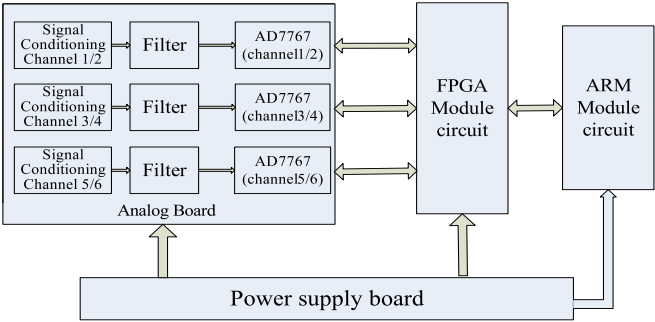 Signal
Conditioning
Channel 1/2
Filter
AD7767
(channel1/2)
Signal
Conditioning
Channel 3/4
Filter
AD7767
(channel3/4)
Signal
Conditioning
Channel 5/6
Filter
AD7767
(channel5/6)
Analog Board
FPGA
Module
circuit
ARM
Module
circuit
Power supply board